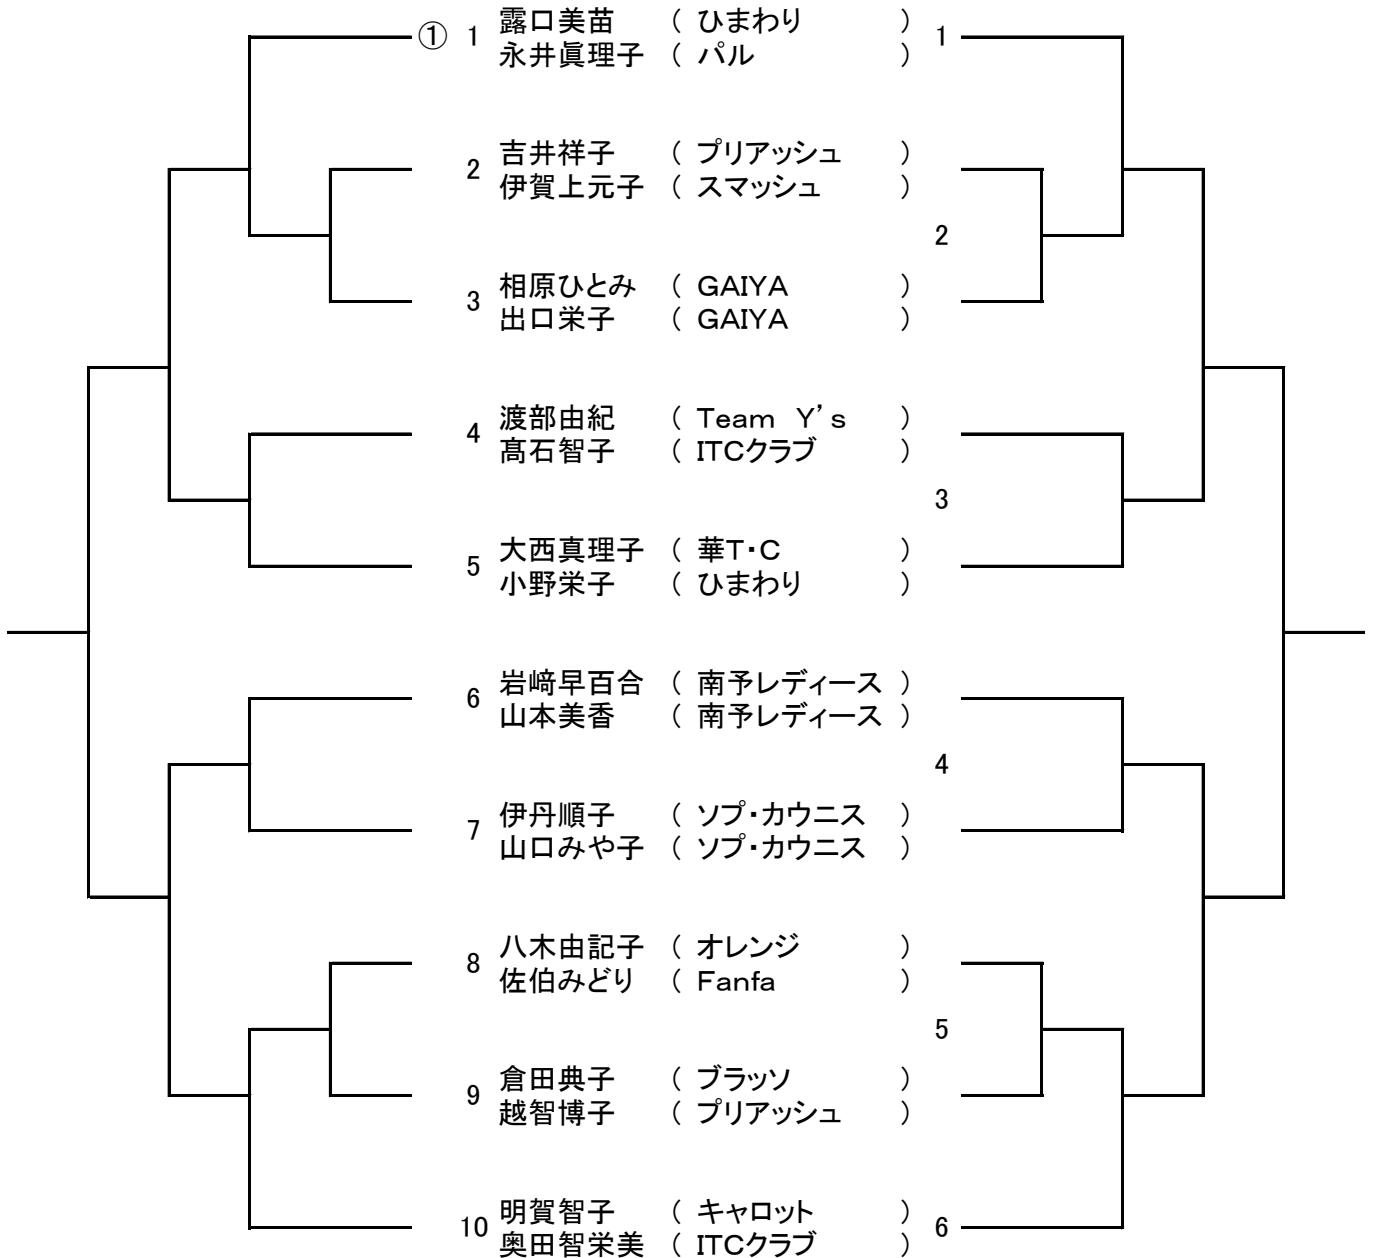 ① 1 露口美苗 ( ひまわり ) 1
永井眞理子 ( パル )
2 吉井祥子 ( プリアッシュ )
伊賀上元子 ( スマッシュ )
2
3 相原ひとみ ( GAIYA )
出口栄子 ( GAIYA )
4 渡部由紀 ( Team Y's )
髙石智子 ( ITCクラブ )
3
5 大西真理子 ( 華T・C )
小野栄子 ( ひまわり )
6 岩﨑早百合 ( 南予レディース )
山本美香 ( 南予レディース )
4
7 伊丹順子 ( ソプ・カウニス )
山口みや子 ( ソプ・カウニス )
8 八木由記子 ( オレンジ )
佐伯みどり ( Fanfa )
5
9 倉田典子 ( ブラッソ )
越智博子 ( プリアッシュ )
10 明賀智子 ( キャロット ) 6
奥田智栄美 ( ITCクラブ )